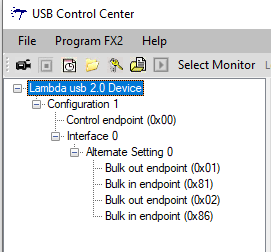 USB Control Center
File Program FX2 Help
Select Monitor L
Lambda usb 2.0 Device
Configuration 1
Control endpoint (0x00)
Interface 0
Alternate Setting 0
Bulk out endpoint (0x01)
Bulk in endpoint (0x81)
Bulk out endpoint (0x02)
Bulk in endpoint (0x86)